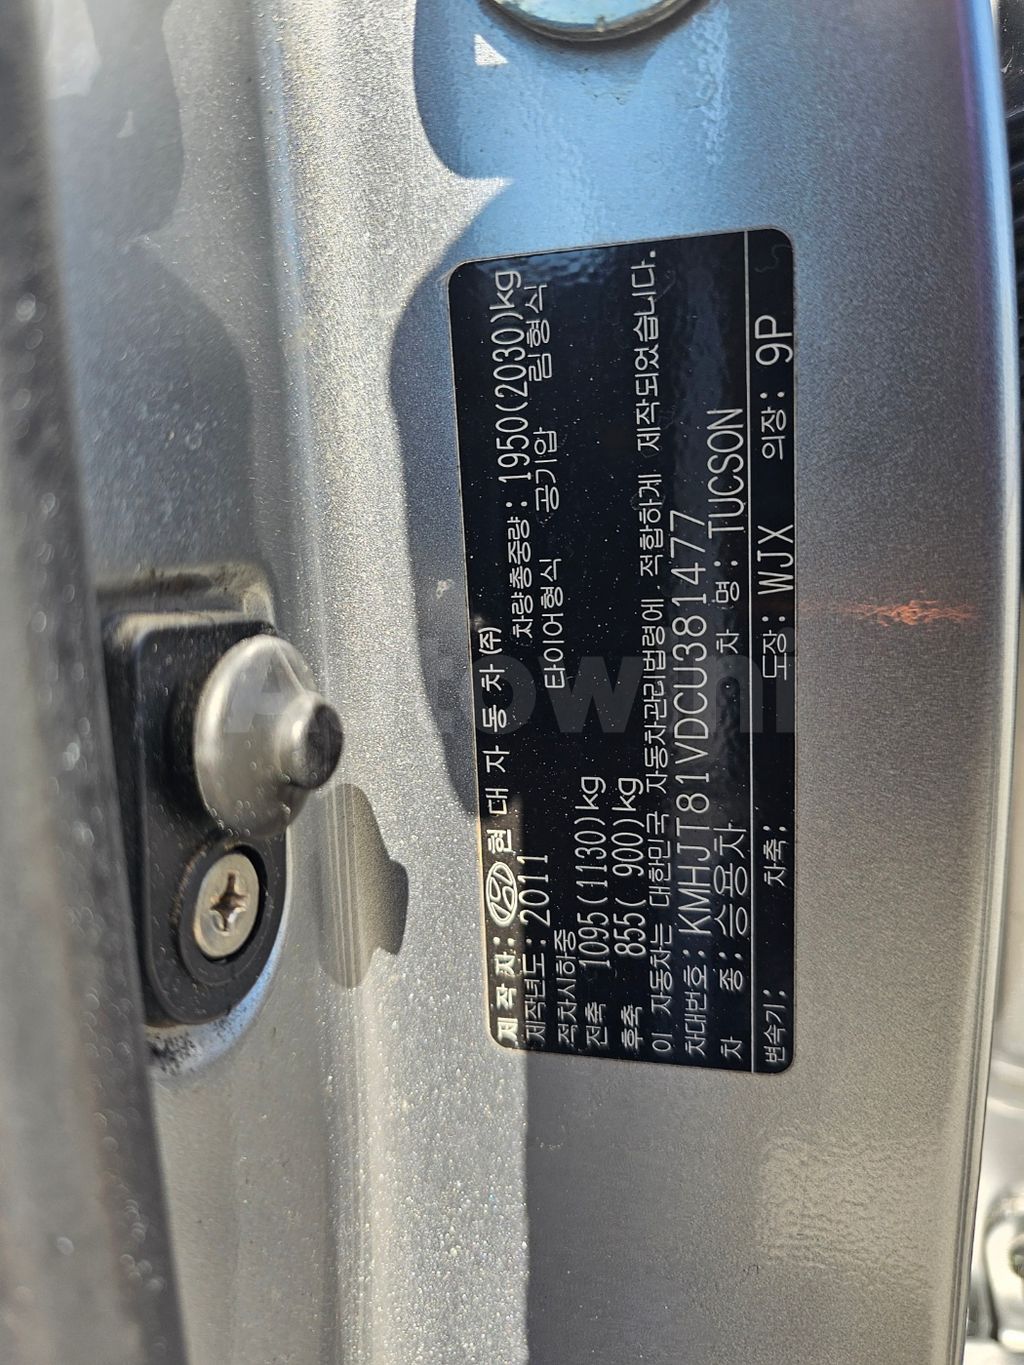 제작자: 현대자동차(주)
제작년도: 2011 차량총중량: 1950(2030)kg
적차시하중 타이어형식 공기압 림형식
전축 1095(1130)kg
후축 855( 900)kg
이 자동차는 대한민국 자동차관리법령에 적합하게 제작되었습니다.
차대번호: KMHJT81VDCU381477
차 종: 승용차 차 명: TUCSON
변속기: 차축: 도장: WJX 의장: 9P
Autowini